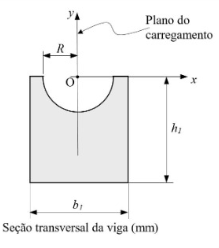 y
Plano do
carregamento
R
O
x
h1
b1
Seção transversal da viga (mm)